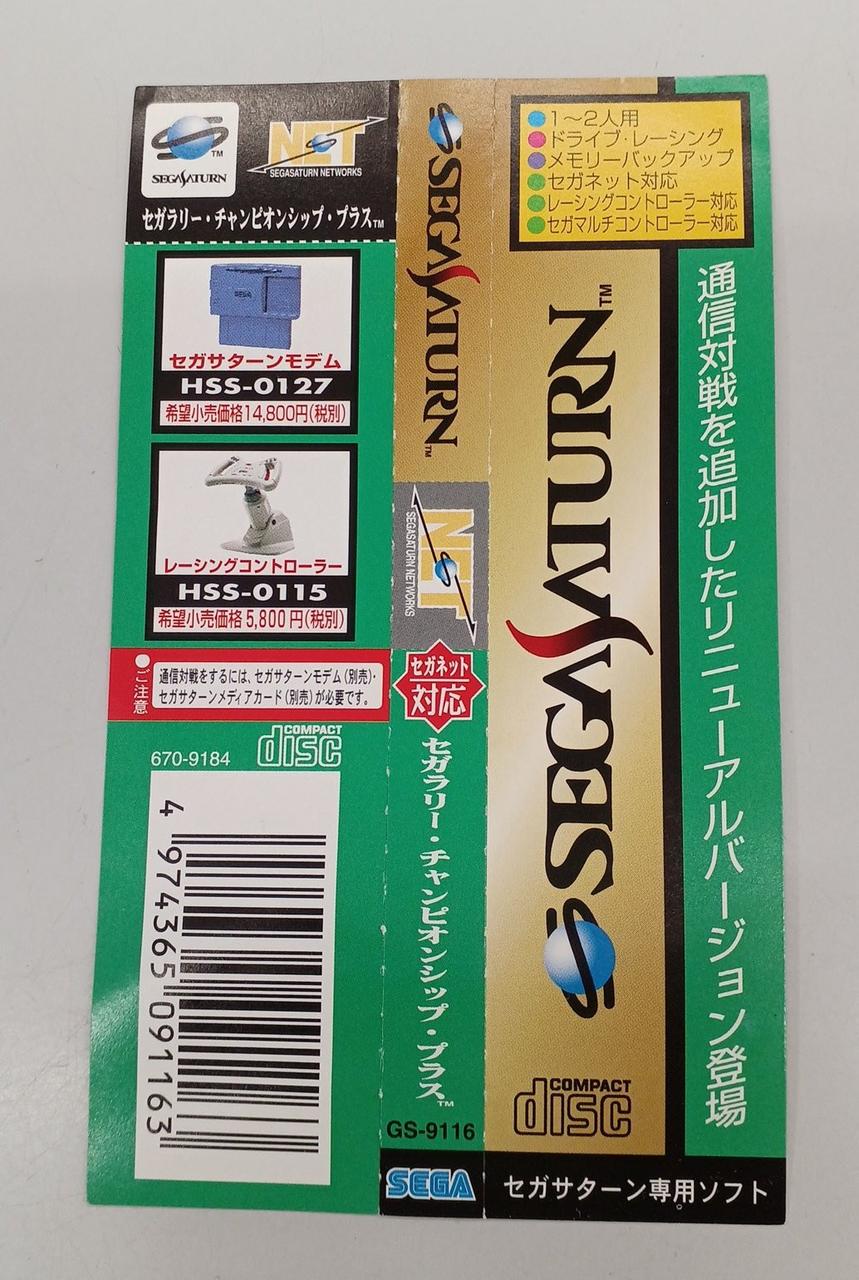 SEGA SATURN TM
NET
SEGASATURN NETWORKS
セガラリー・チャンピオンシップ・プラス™
SEGA
セガサターンモデム
HSS-0127
希望小売価格14,800円(税別)
レーシングコントローラー
HSS-0115
希望小売価格5,800円(税別)
●ご注意
通信対戦をするには、セガサターンモデム(別売)・
セガサターンメディアカード(別売)が必要です。
670-9184
COMPACT
disc
4 974365 091163
SEGA SATURN™
NET
SEGASATURN NETWORKS
セガネット
対応
セガラリー・チャンピオンシップ・プラス™
GS-9116
SEGA
●1〜2人用
●ドライブ・レーシング
●メモリーバックアップ
●セガネット対応
●レーシングコントローラー対応
●セガマルチコントローラー対応
SEGA SATURN™
COMPACT
disc
通信対戦を追加したリニューアルバージョン登場
セガサターン専用ソフト